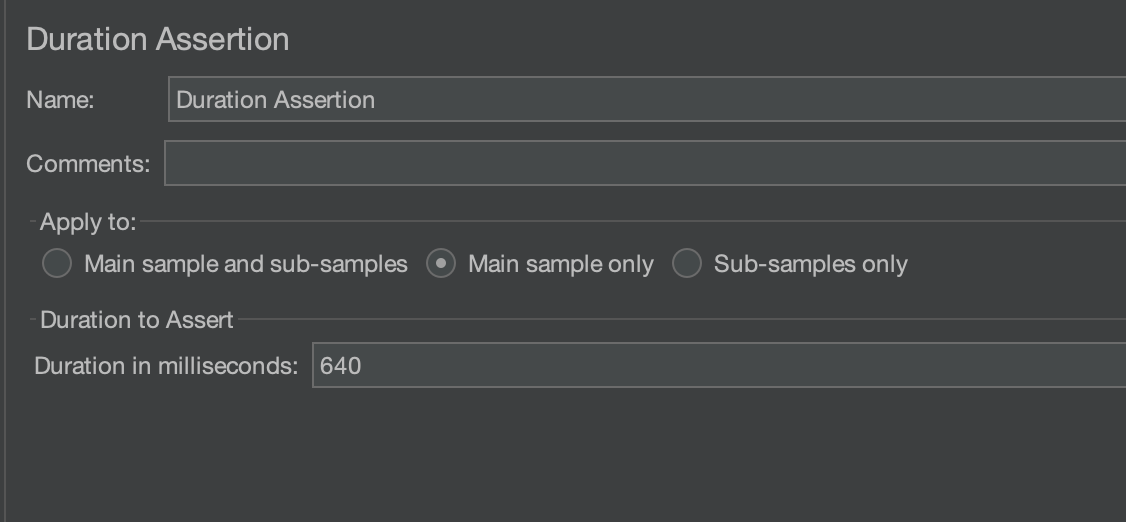 Duration Assertion
Name: Duration Assertion
Comments:
Apply to:
Main sample and sub-samples Main sample only Sub-samples only
Duration to Assert
Duration in milliseconds: 640